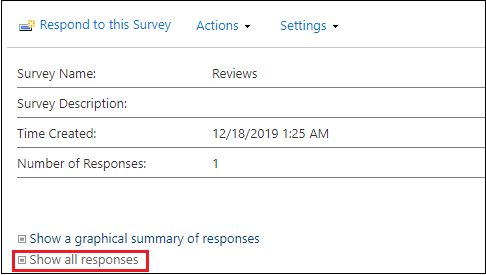 Respond to this Survey Actions Settings
Survey Name: Reviews
Survey Description:
Time Created: 12/18/2019 1:25 AM
Number of Responses: 1
Show a graphical summary of responses
Show all responses